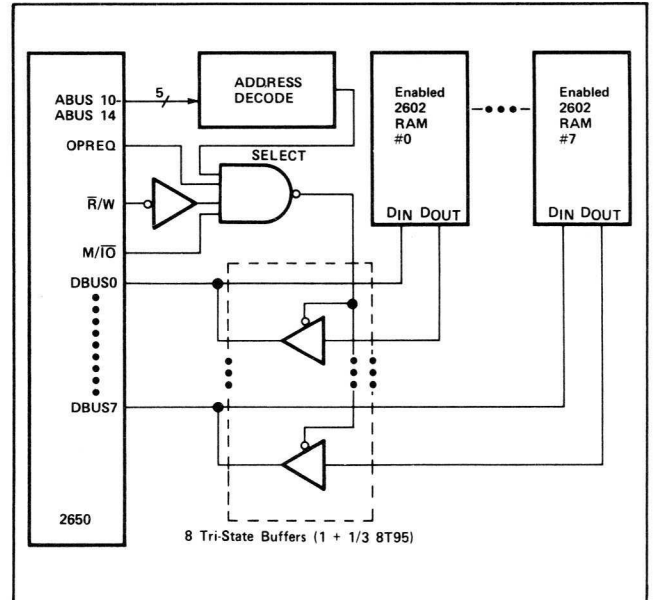 ABUS 10-
ABUS 14
OPREQ
R̅/W
M/I̅O̅
DBUS0
DBUS7
2650
5
ADDRESS
DECODE
SELECT
Enabled
2602
RAM
#0
DIN DOUT
Enabled
2602
RAM
#7
DIN DOUT
8 Tri-State Buffers (1 + 1/3 8T95)